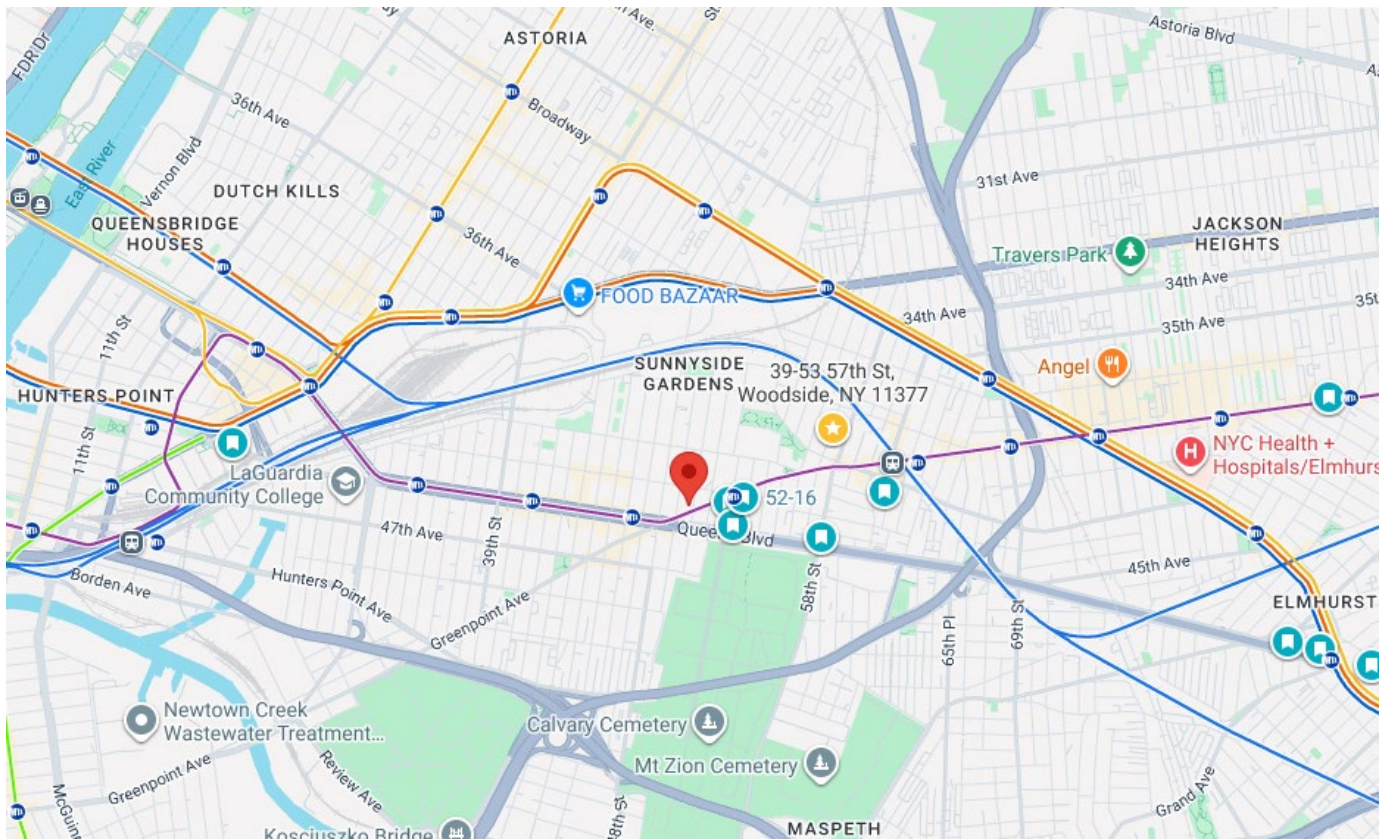 ASTORIA
Astoria Blvd
FDR Dr
36th Ave
Broadway
East River
Vernon Blvd
31st Ave
DUTCH KILLS
QUEENSBRIDGE
HOUSES
36th Ave
JACKSON
HEIGHTS
Travers Park
34th Ave
FOOD BAZAAR
34th Ave
35th Ave
11th St
SUNNYSIDE
GARDENS
39-53 57th St,
Woodside, NY 11377
Angel
HUNTERS POINT
11th St
NYC Health +
Hospitals/Elmhurs
LaGuardia
Community College
52-16
39th St
47th Ave
Blvd
45th Ave
Borden Ave
Hunters Point Ave
58th St
Greenpoint Ave
65th Pl
69th St
ELMHURST
Newtown Creek
Wastewater Treatment...
Calvary Cemetery
Mt Zion Cemetery
Greenpoint Ave
Review Ave
48th St
Grand Ave
Kosciuszko Bridge
MASPETH